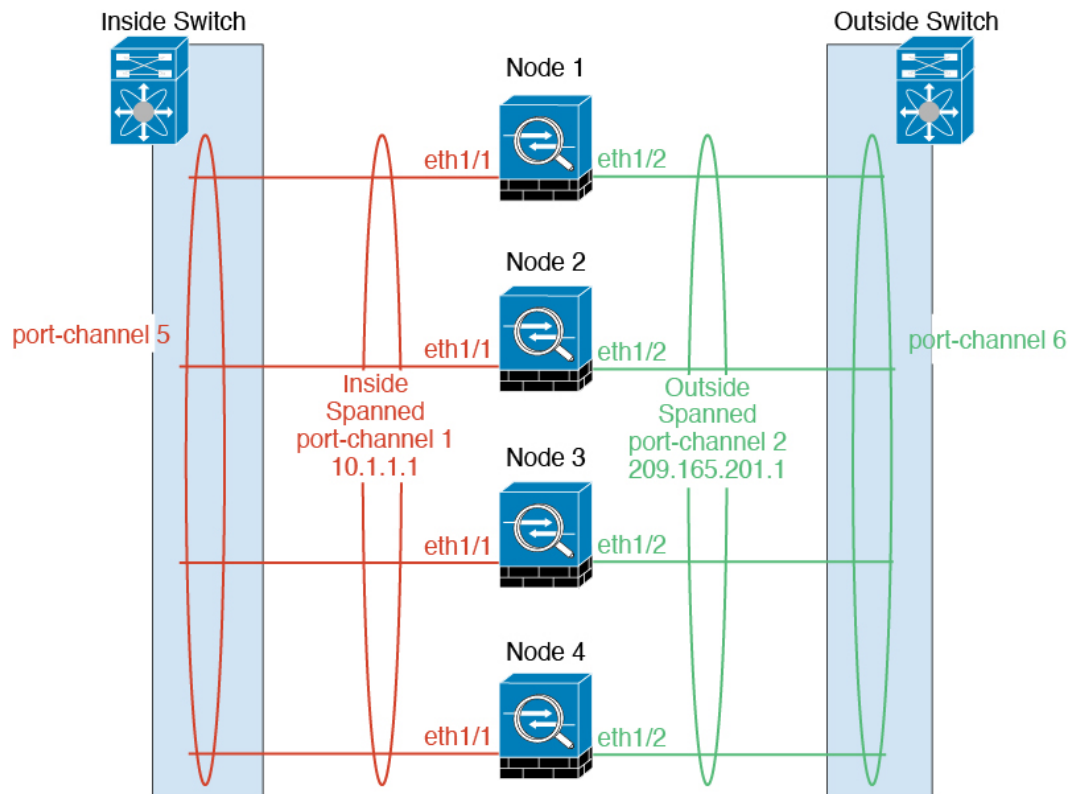 Inside Switch
Outside Switch
Node 1
eth1/1
eth1/2
Node 2
port-channel 5
eth1/1
eth1/2
port-channel 6
Inside
Spanned
port-channel 1
10.1.1.1
Outside
Spanned
port-channel 2
209.165.201.1
Node 3
eth1/1
eth1/2
Node 4
eth1/1
eth1/2